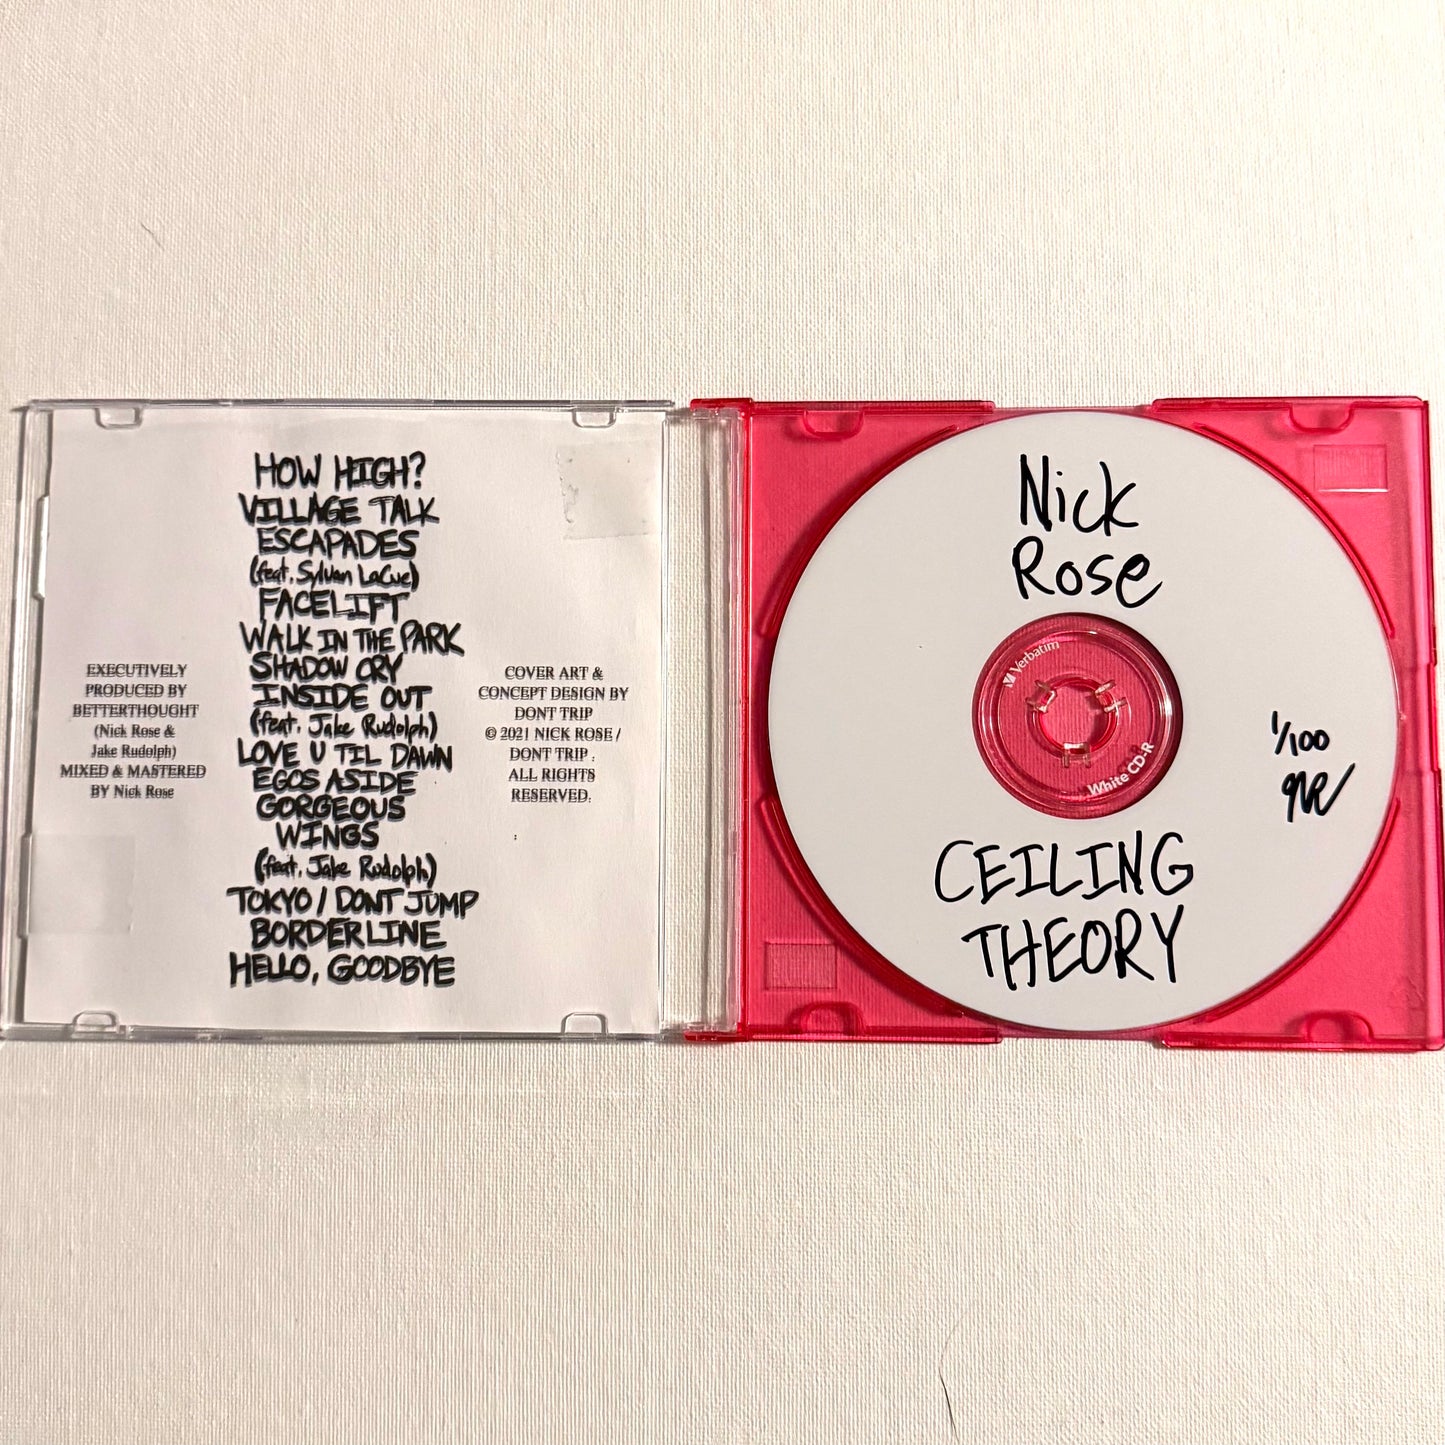 HOW HIGH?
VILLAGE TALK
ESCAPADES
(feat. Sylvan LaCue)
FACELIFT
WALK IN THE PARK
SHADOW CRY
INSIDE OUT
(feat. Jake Rudolph)
LOVE U TIL DAWN
EGOS ASIDE
GORGEOUS
WINGS
(feat. Jake Rudolph)
TOKYO / DONT JUMP
BORDERLINE
HELLO, GOODBYE
EXECUTIVELY
PRODUCED BY
BETTERTHOUGHT
(Nick Rose &
Jake Rudolph)
MIXED & MASTERED
BY Nick Rose
COVER ART &
CONCEPT DESIGN BY
DONT TRIP
© 2021 NICK ROSE /
DONT TRIP .
ALL RIGHTS
RESERVED.
Nick
Rose
Verbatim
White CD-R
1/100
NR
CEILING
THEORY